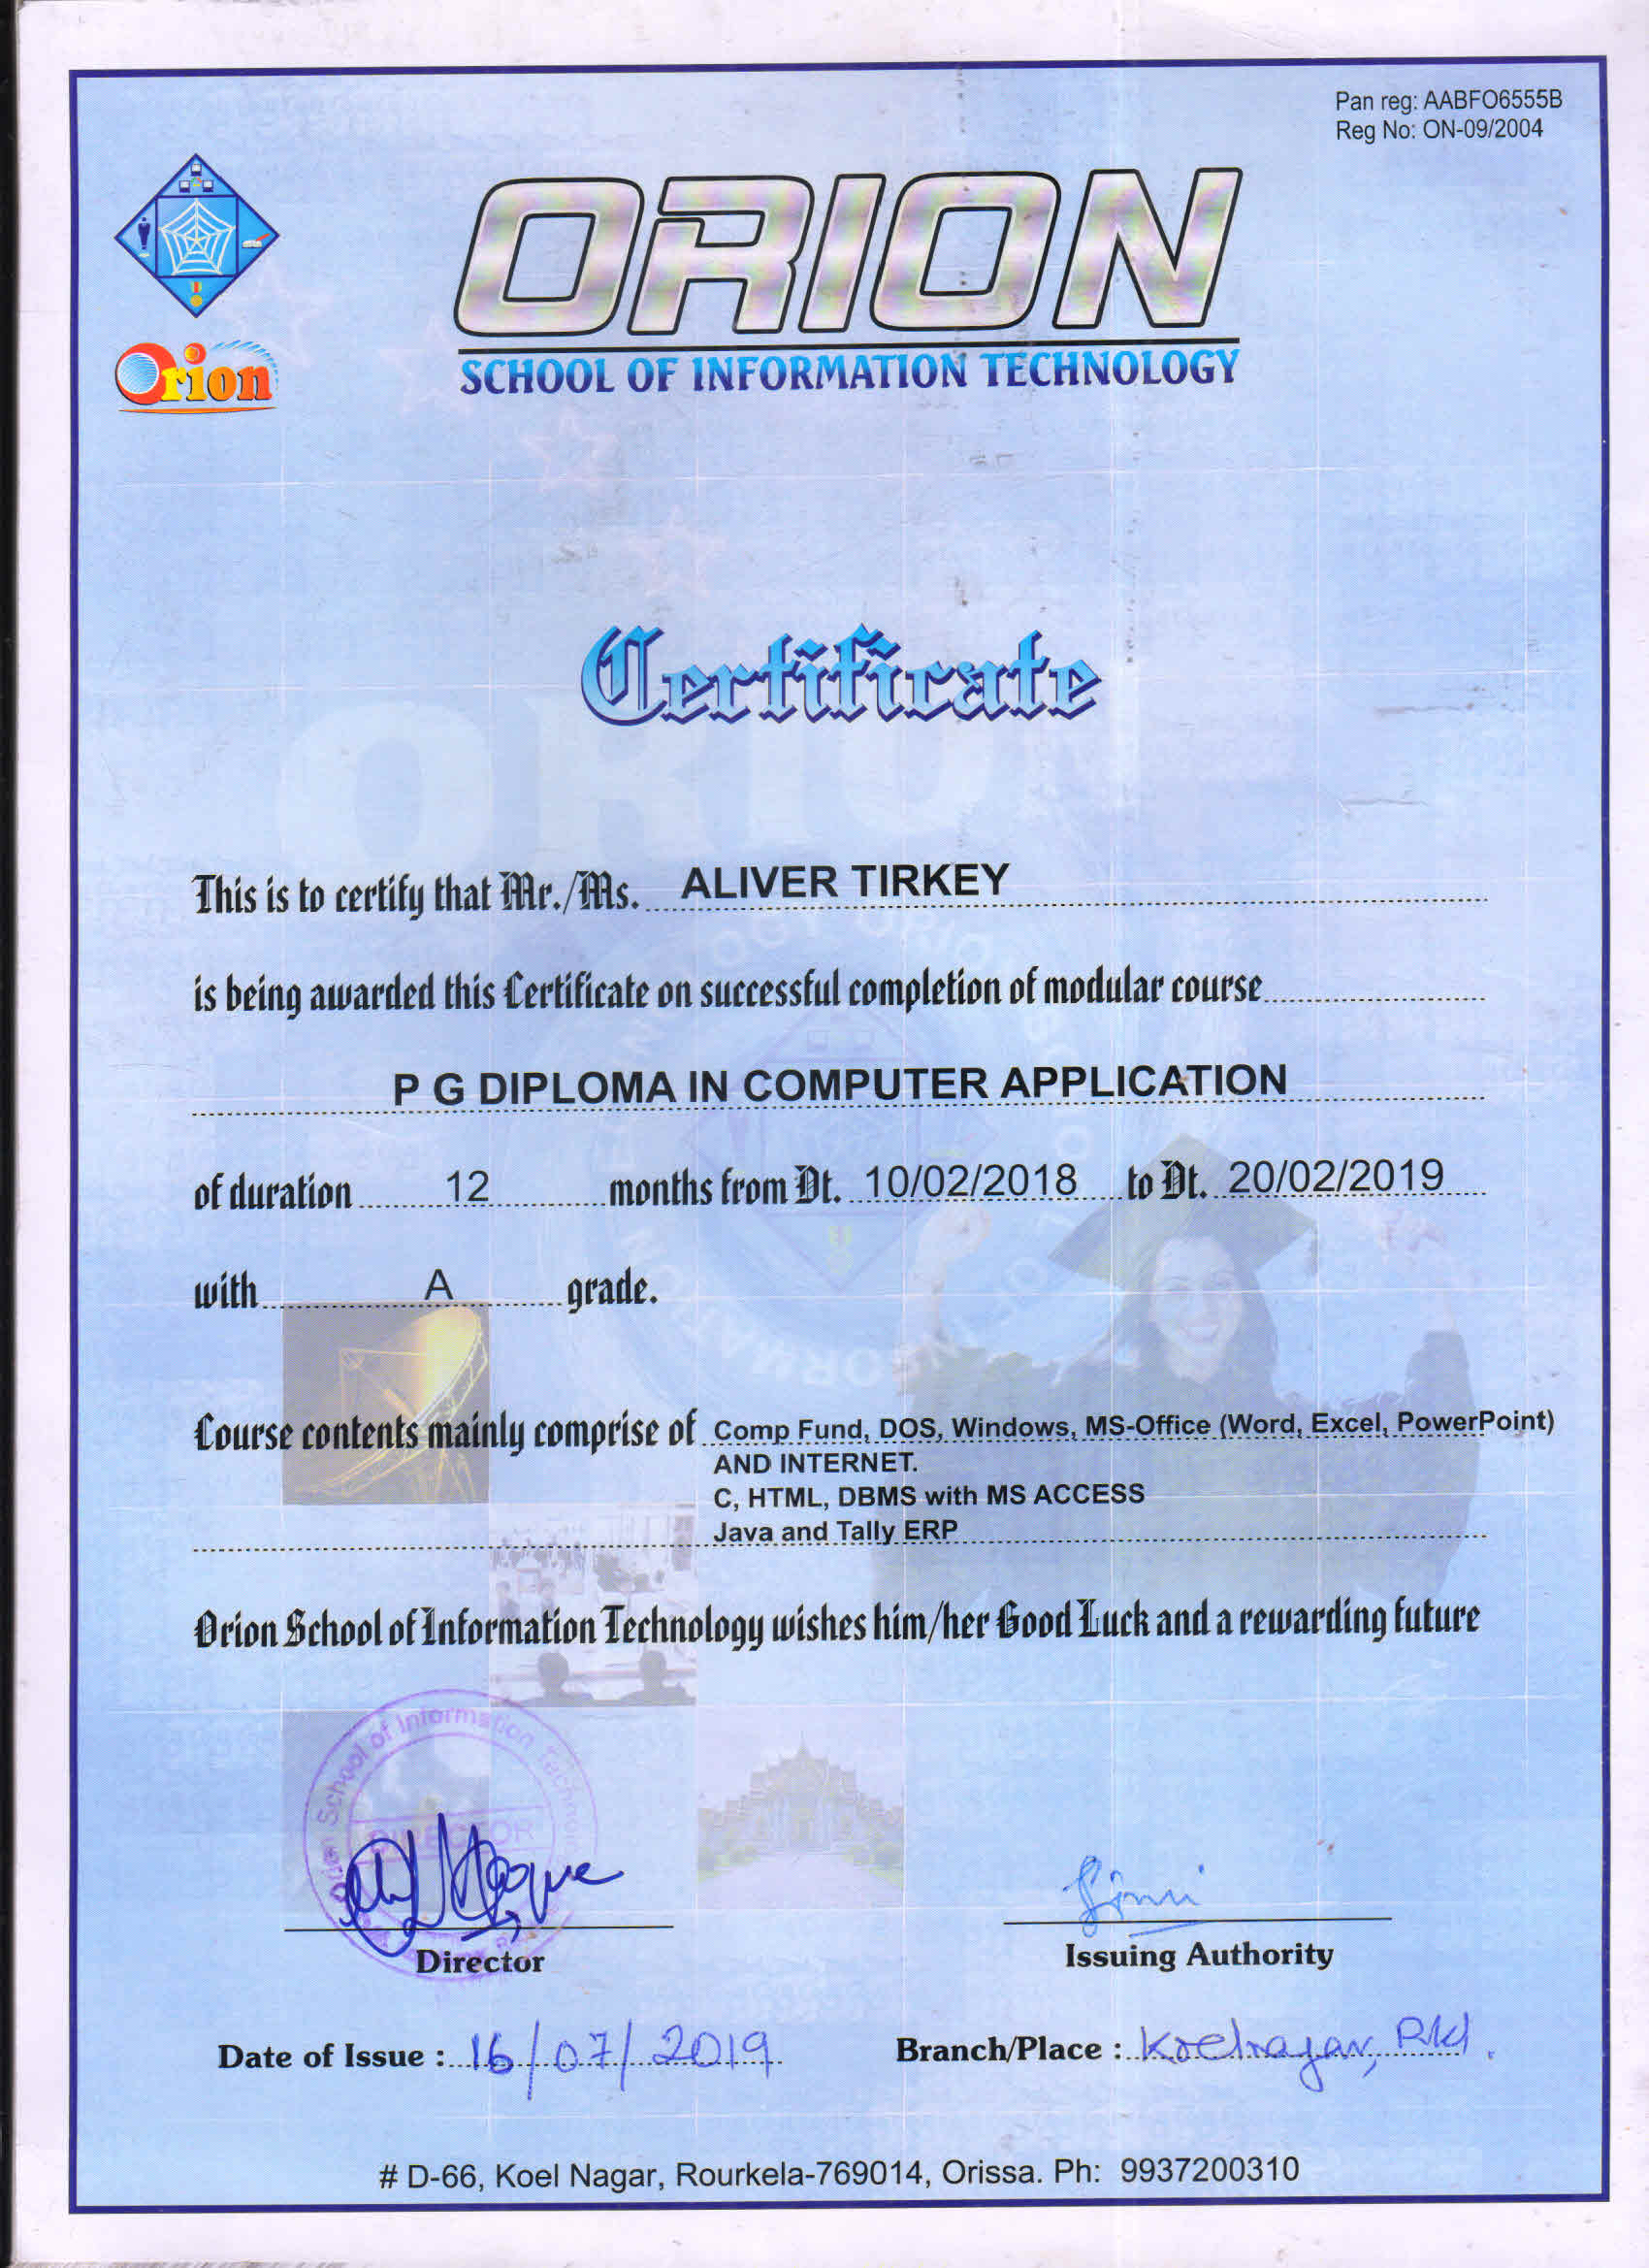 Pan reg: AABFO6555B
Reg No: ON-09/2004
ORION
Orion
SCHOOL OF INFORMATION TECHNOLOGY
Certificate
This is to certify that Mr./Ms. ALIVER TIRKEY
is being awarded this Certificate on successful completion of modular course
P G DIPLOMA IN COMPUTER APPLICATION
of duration 12 months from Dt. 10/02/2018 to Dt. 20/02/2019
with A grade.
Course contents mainly comprise of Comp Fund, DOS, Windows, MS-Office (Word, Excel, PowerPoint)
AND INTERNET.
C, HTML, DBMS with MS ACCESS
Java and Tally ERP
Orion School of Information Technology wishes him/her Good Luck and a rewarding future
Orion School of Information Technology
DIRECTOR
Director
Issuing Authority
Date of Issue : 16/07/2019
Branch/Place : Koelnagar, Rkl.
# D-66, Koel Nagar, Rourkela-769014, Orissa. Ph: 9937200310